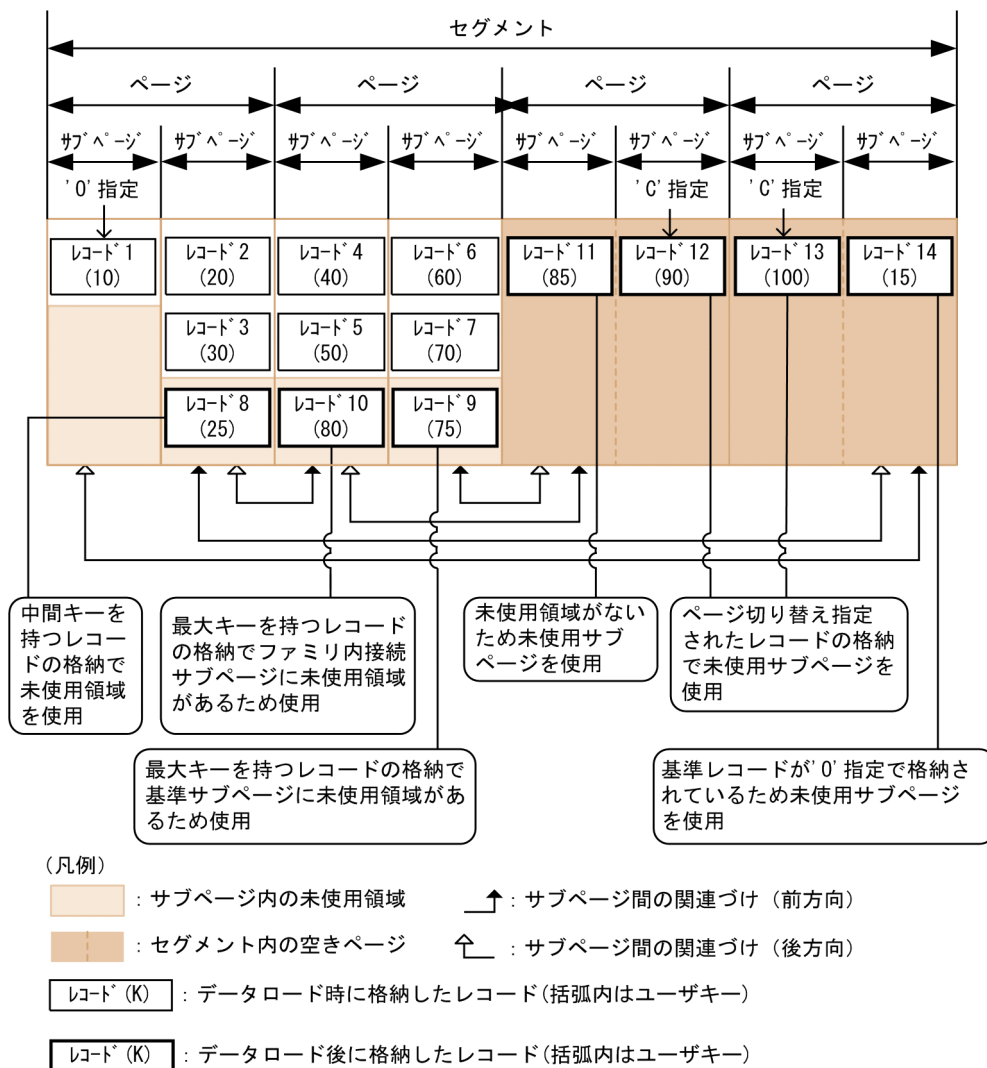 セグメント
ページ ページ ページ ページ
ｻﾌﾞﾍﾟｰｼﾞ ｻﾌﾞﾍﾟｰｼﾞ ｻﾌﾞﾍﾟｰｼﾞ ｻﾌﾞﾍﾟｰｼﾞ ｻﾌﾞﾍﾟｰｼﾞ ｻﾌﾞﾍﾟｰｼﾞ ｻﾌﾞﾍﾟｰｼﾞ ｻﾌﾞﾍﾟｰｼﾞ
'O'指定 'C'指定 'C'指定
ﾚｺｰﾄﾞ1 ﾚｺｰﾄﾞ2 ﾚｺｰﾄﾞ4 ﾚｺｰﾄﾞ6 ﾚｺｰﾄﾞ11 ﾚｺｰﾄﾞ12 ﾚｺｰﾄﾞ13 ﾚｺｰﾄﾞ14
(10) (20) (40) (60) (85) (90) (100) (15)
ﾚｺｰﾄﾞ3 ﾚｺｰﾄﾞ5 ﾚｺｰﾄﾞ7
(30) (50) (70)
ﾚｺｰﾄﾞ8 ﾚｺｰﾄﾞ10 ﾚｺｰﾄﾞ9
(25) (80) (75)
中間キーを
持つレコー
ドの格納で
未使用領域
を使用
最大キーを持つレコード
の格納でファミリ内接続
サブページに未使用領域
があるため使用
未使用領域がない
ため未使用サブ
ページを使用
ページ切り替え指定
されたレコードの格納
で未使用サブページを
使用
最大キーを持つレコードの格納で
基準サブページに未使用領域があ
るため使用
基準レコードが'O'指定で格納さ
れているため未使用サブページ
を使用
(凡例)
：サブページ内の未使用領域
：サブページ間の関連づけ（前方向）
：セグメント内の空きページ
：サブページ間の関連づけ（後方向）
ﾚｺｰﾄﾞ(K) ：データロード時に格納したレコード(括弧内はユーザキー)
ﾚｺｰﾄﾞ(K) ：データロード後に格納したレコード(括弧内はユーザキー)